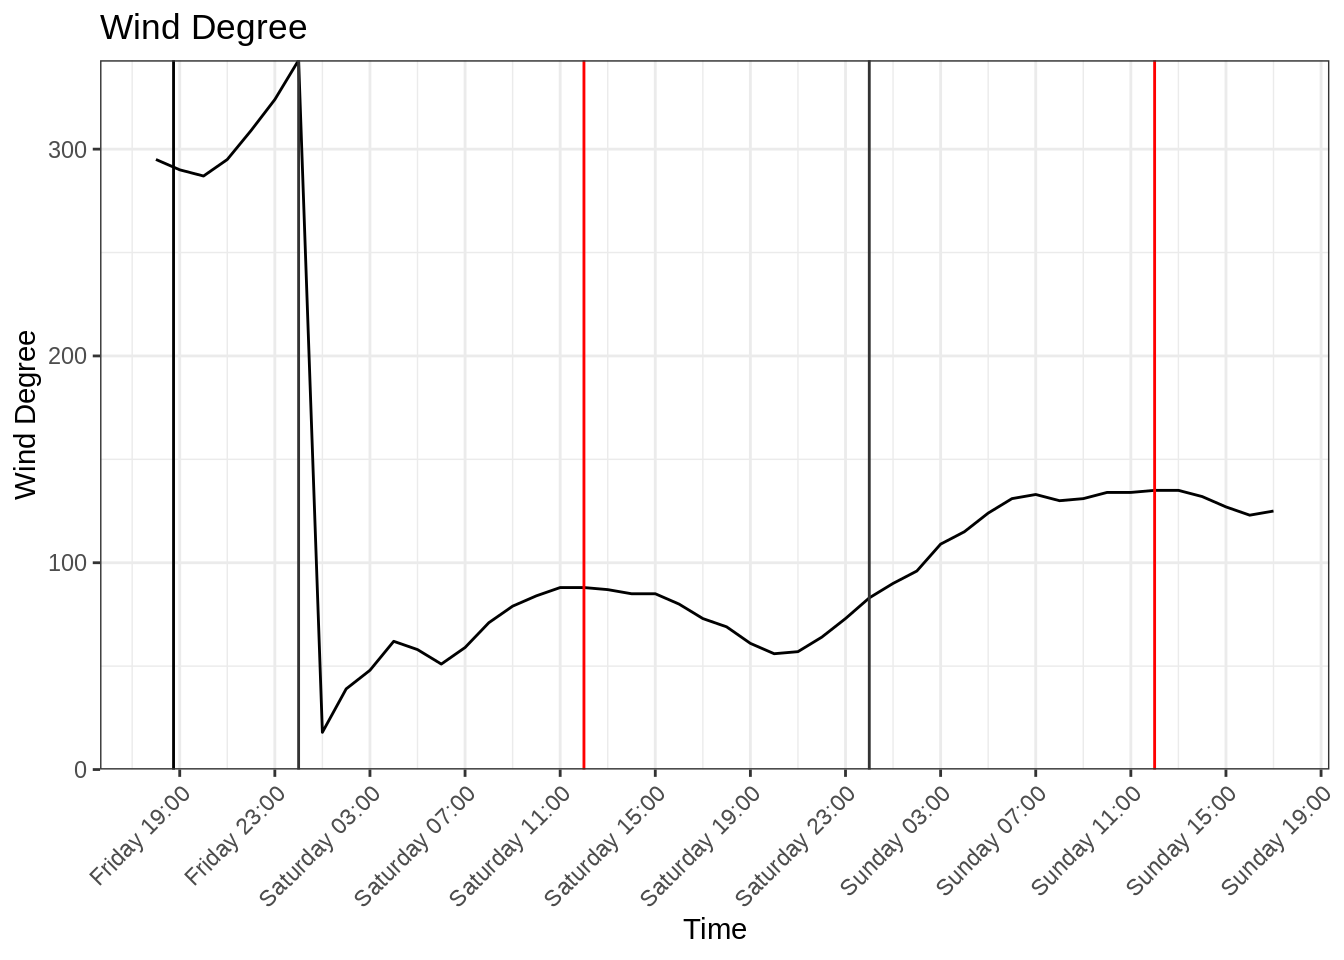 Wind Degree
Wind Degree
300
200
100
0
Friday 19:00
Friday 23:00
Saturday 03:00
Saturday 07:00
Saturday 11:00
Saturday 15:00
Saturday 19:00
Saturday 23:00
Sunday 03:00
Sunday 07:00
Sunday 11:00
Sunday 15:00
Sunday 19:00
Time